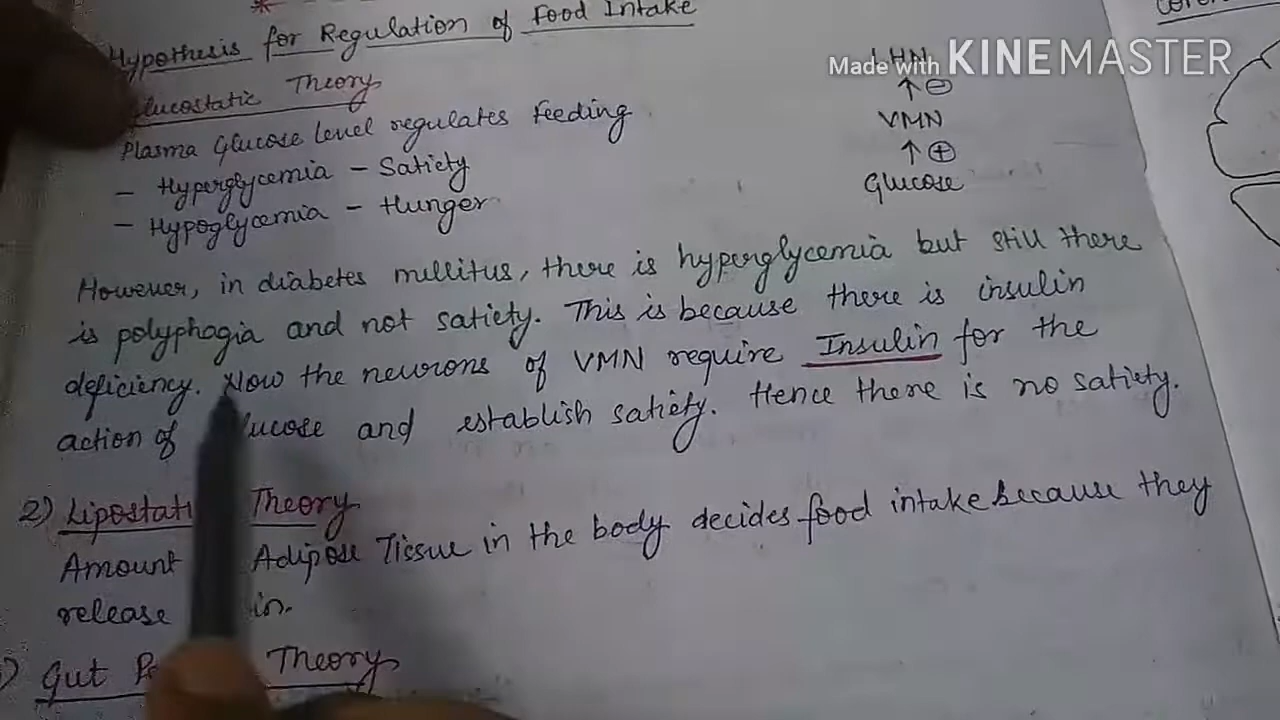 Hypothesis for Regulation of Food Intake
Glucostatic Theory
Plasma Glucose level regulates Feeding
- Hyperglycemia - Satiety
- Hypoglycemia - Hunger
LHN
↑ ⊖
VMN
↑ ⊕
Glucose
Made with KINEMASTER
However, in diabetes millitus, there is hyperglycemia but still there
is polyphagia and not satiety. This is because there is insulin
deficiency. Now the neurons of VMN require Insulin for the
action of and establish satiety. Hence there is no satiety.
2) Theory
Amount Adipose Tissue in the body decides food intake because they
release
Gut Theory